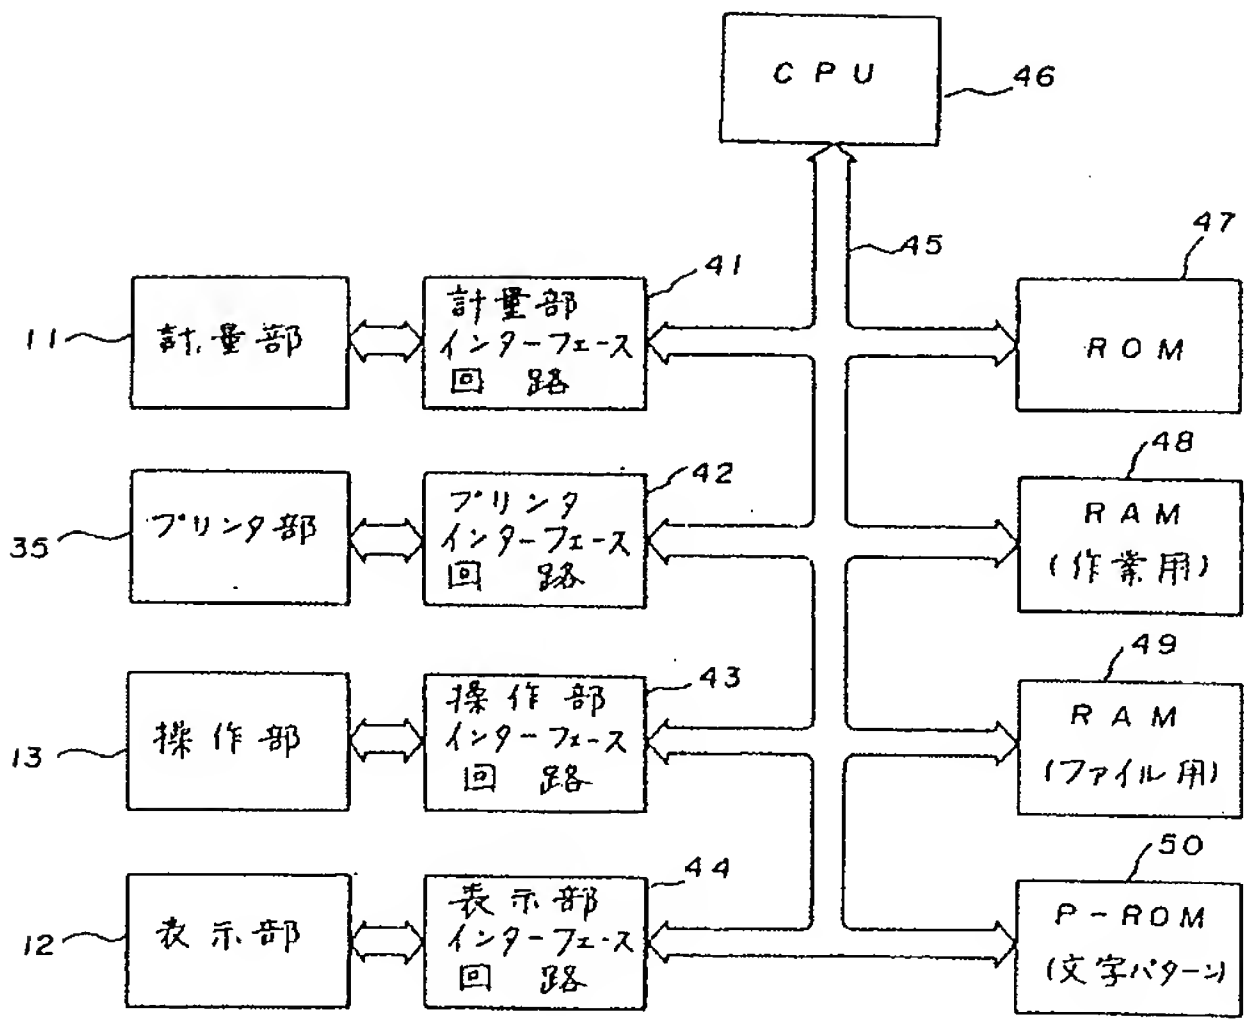 CPU
46
45
47
41
11
計量部
計量部
インターフェース
回路
ROM
48
42
35
プリンタ部
プリンタ
インターフェース
回路
RAM
(作業用)
49
43
13
操作部
操作部
インターフェース
回路
RAM
(ファイル用)
50
44
12
表示部
表示部
インターフェース
回路
P-ROM
(文字パターン)